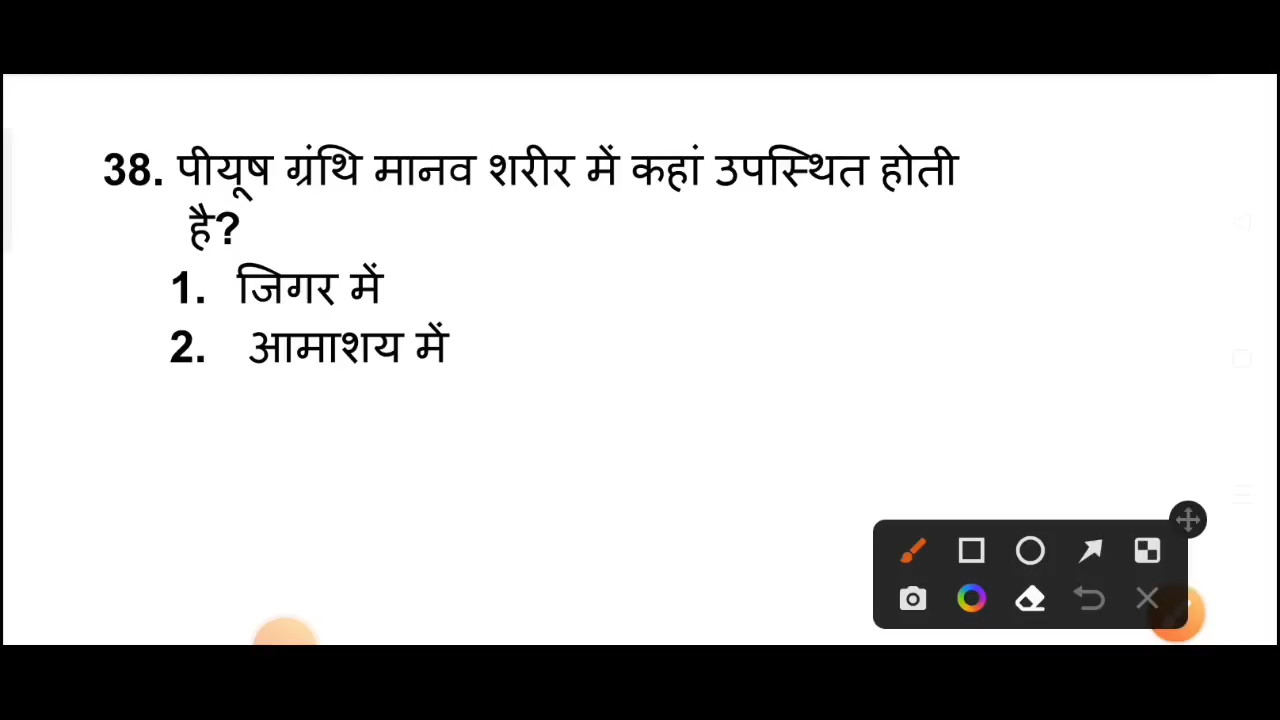 38. पीयूष ग्रंथि मानव शरीर में कहां उपस्थित होती
है?
1. जिगर में
2. आमाशय में